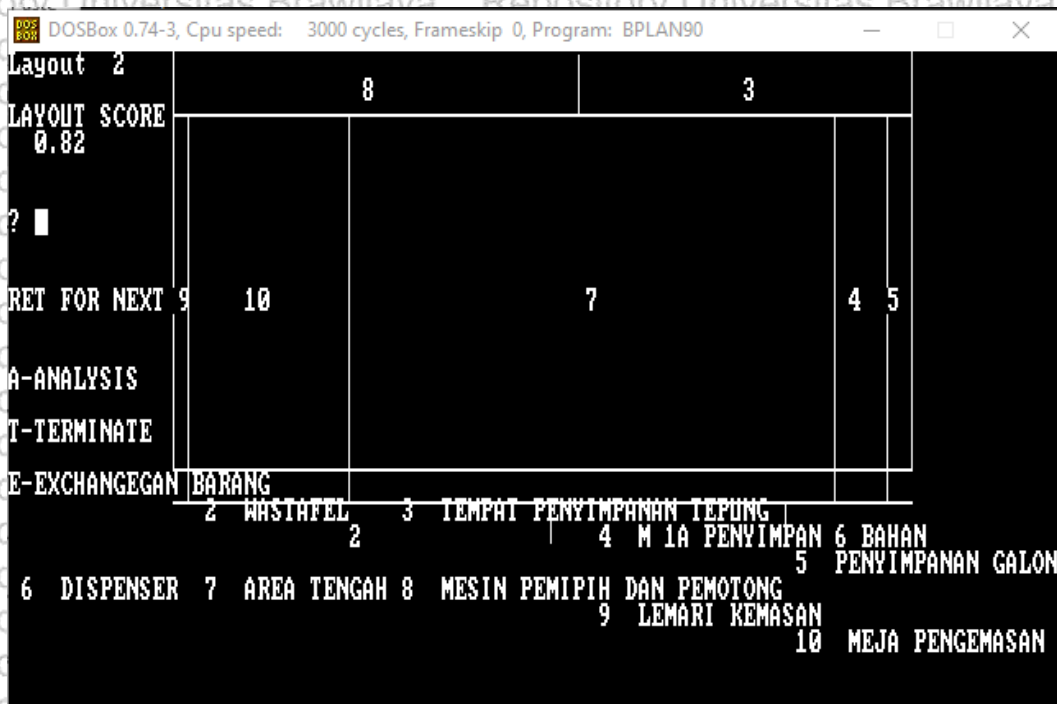 Repository Universitas Brawijaya
DOSBox 0.74-3, Cpu speed: 3000 cycles, Frameskip 0, Program: BPLAN90
Layout 2
8 3
LAYOUT SCORE
0.82
?
RET FOR NEXT 9 10 7 4 5
A-ANALYSIS
T-TERMINATE
E-EXCHANGEGAN BARANG
2 WASTAFEL 3 TEMPAT PENYIMPANAN TEPUNG
2 4 M 1A PENYIMPAN 6 BAHAN
5 PENYIMPANAN GALON
6 DISPENSER 7 AREA TENGAH 8 MESIN PEMIPIH DAN PEMOTONG
9 LEMARI KEMASAN
10 MEJA PENGEMASAN